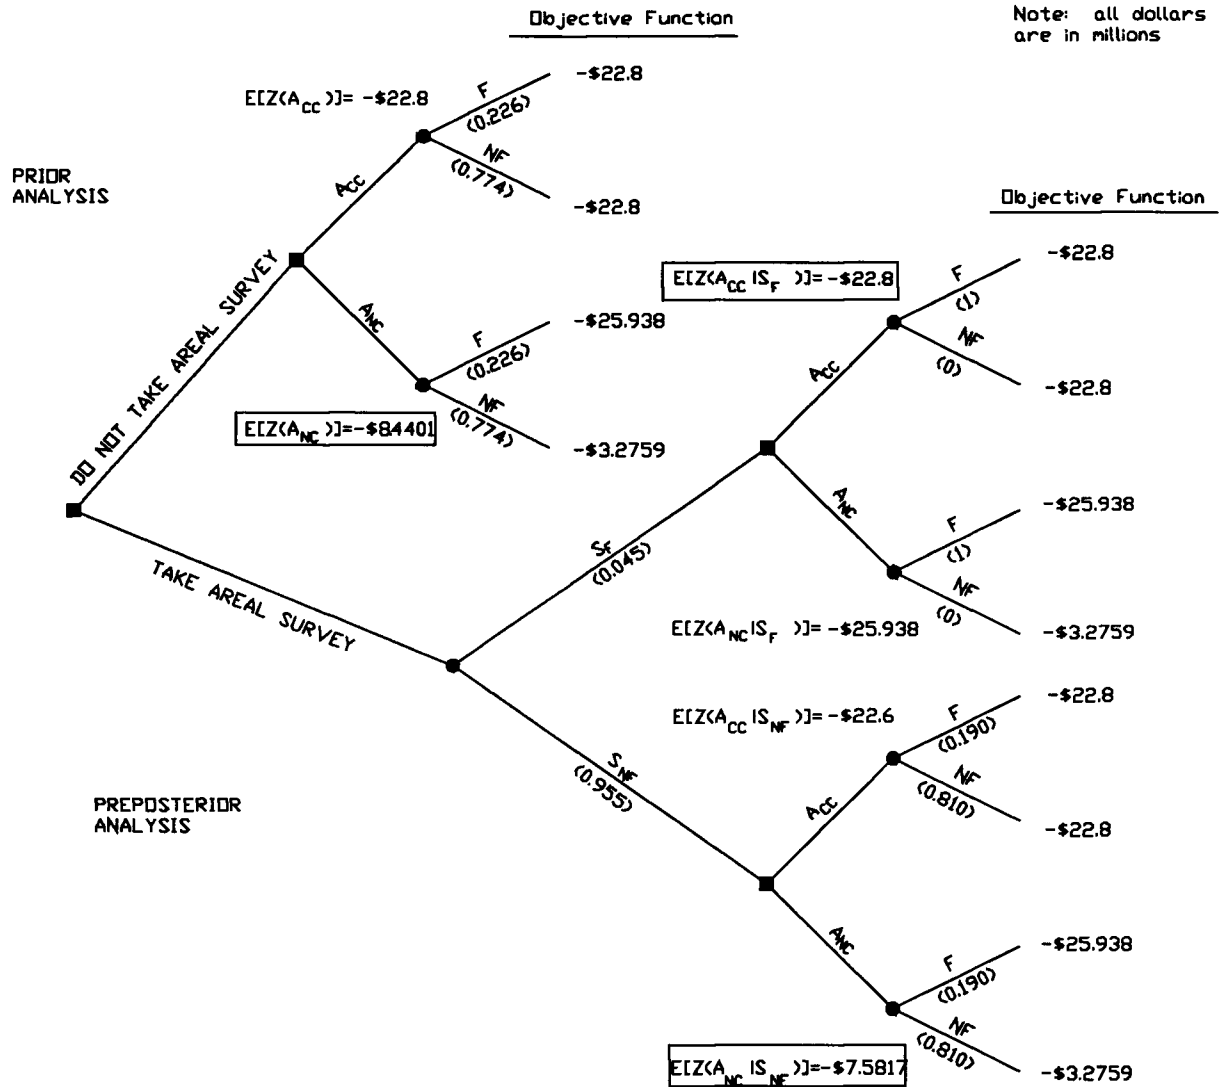 Objective Function
Note: all dollars
are in millions
-$22.8
E[Z(A_CC)]= -$22.8
F
(0.226)
NF
(0.774)
-$22.8
PRIOR
ANALYSIS
A_CC
Objective Function
DO NOT TAKE AREAL SURVEY
-$22.8
E[Z(A_CC|S_F )]=-$22.8
F
(1)
NF
(0)
-$22.8
A_NC
F
(0.226)
-$25.938
NF
(0.774)
-$3.2759
E[Z(A_NC )]=-$8.4401
A_CC
A_NC
F
(1)
-$25.938
NF
(0)
-$3.2759
S_F
(0.045)
TAKE AREAL SURVEY
E[Z(A_NC|S_F )]= -$25.938
E[Z(A_CC|S_NF )]=-$22.6
F
(0.190)
-$22.8
NF
(0.810)
-$22.8
S_NF
(0.955)
A_CC
PREPOSTERIOR
ANALYSIS
A_NC
F
(0.190)
-$25.938
NF
(0.810)
-$3.2759
E[Z(A_NC |S_NF )]=-$7.5817